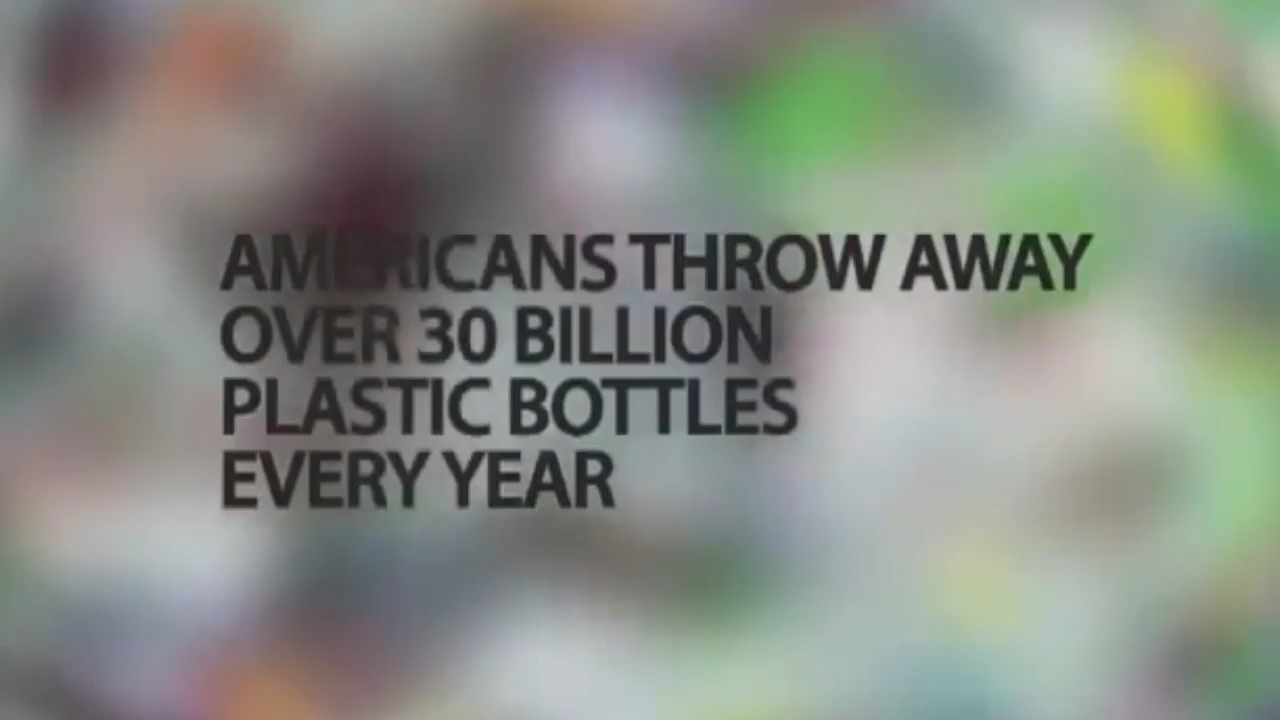 AMERICANS THROW AWAY
OVER 30 BILLION
PLASTIC BOTTLES
EVERY YEAR